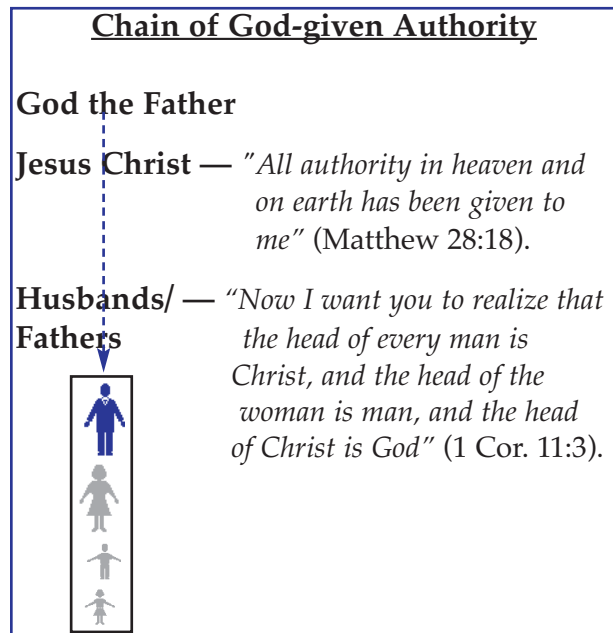 Chain of God-given Authority
God the Father
Jesus Christ — "All authority in heaven and
on earth has been given to
me” (Matthew 28:18).
Husbands/ — “Now I want you to realize that
Fathers the head of every man is
Christ, and the head of the
woman is man, and the head
of Christ is God” (1 Cor. 11:3).